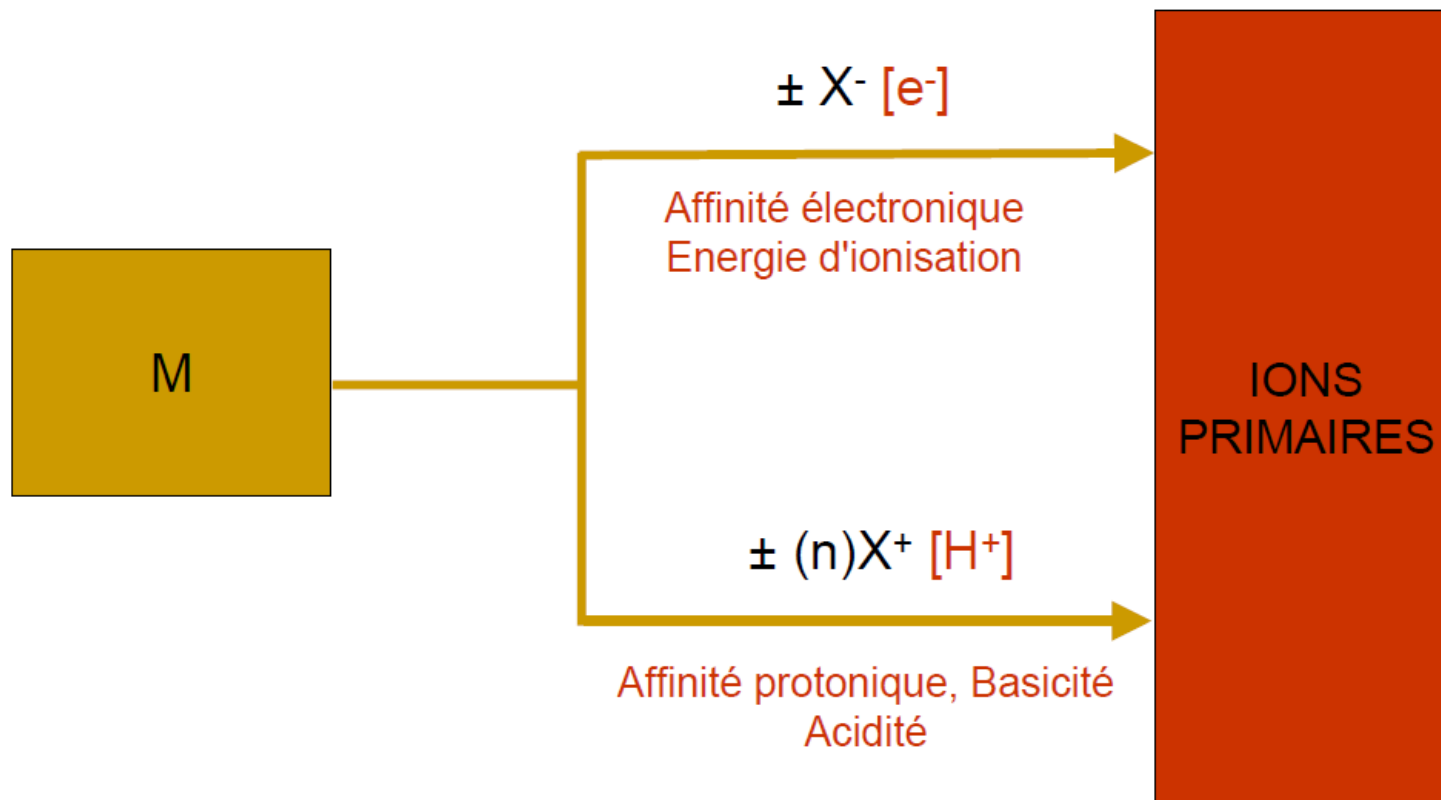 ± X⁻ [e⁻]
Affinité électronique
Energie d'ionisation
M
IONS
PRIMAIRES
± (n)X⁺ [H⁺]
Affinité protonique, Basicité
Acidité